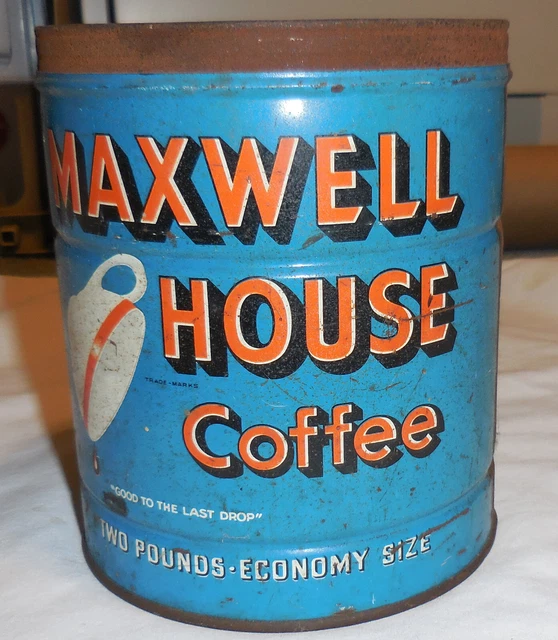 MAXWELL
HOUSE
TRADE-MARKS
Coffee
"GOOD TO THE LAST DROP"
TWO POUNDS-ECONOMY SiZE